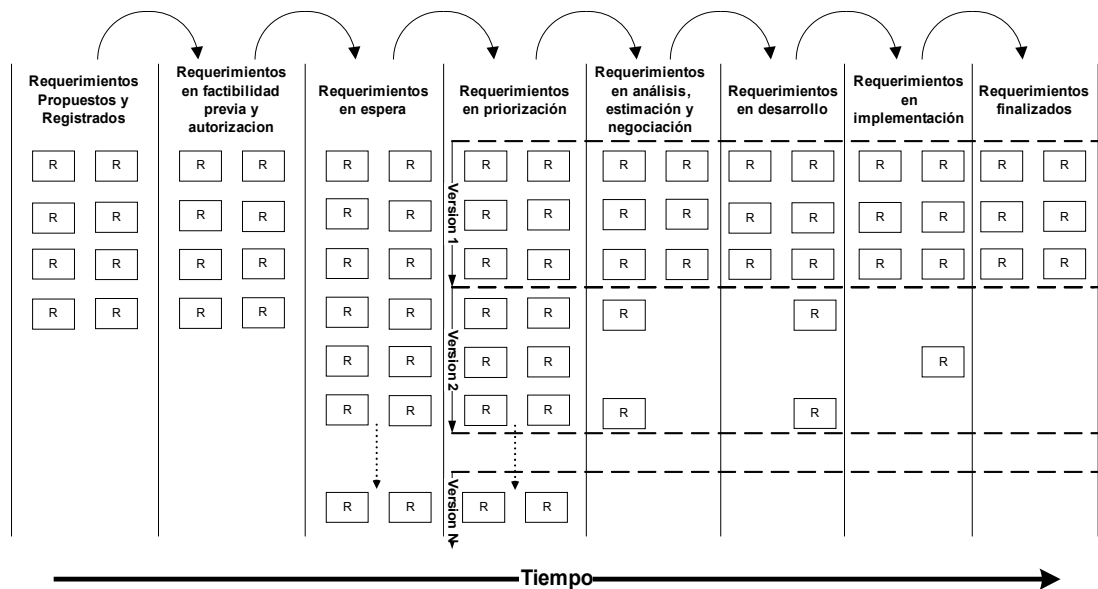 Requerimientos
Propuestos y
Registrados
Requerimientos
en factibilidad
previa y
autorizacion
Requerimientos
en espera
Requerimientos
en priorización
Requerimientos
en análisis,
estimación y
negociación
Requerimientos
en desarrollo
Requerimientos
en
implementación
Requerimientos
finalizados
R R R R R R R R R R R R R R R R
Version 1
R R R R R R R R R R R R R R R R
R R R R R R R R R R R R R R R R
R R R R R R R R R R
Version 2
R R R R R
R R R R R R
Version N
R R R R
Tiempo